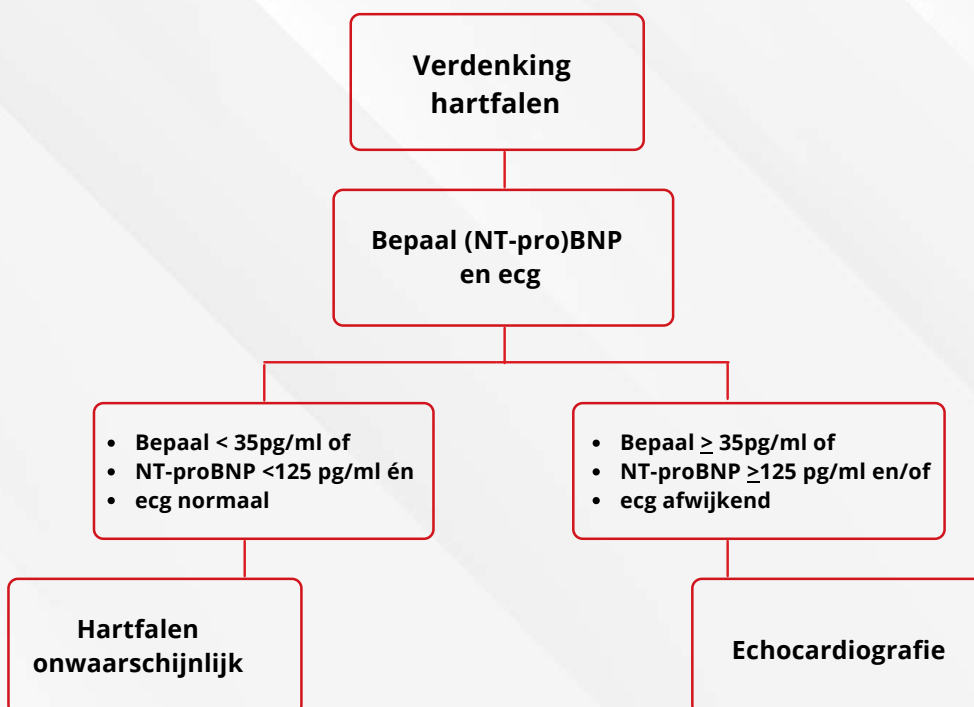 Verdenking
hartfalen
Bepaal (NT-pro)BNP
en ecg
• Bepaal < 35pg/ml of
• NT-proBNP <125 pg/ml én
• ecg normaal
• Bepaal ≥ 35pg/ml of
• NT-proBNP ≥125 pg/ml en/of
• ecg afwijkend
Hartfalen
onwaarschijnlijk
Echocardiografie